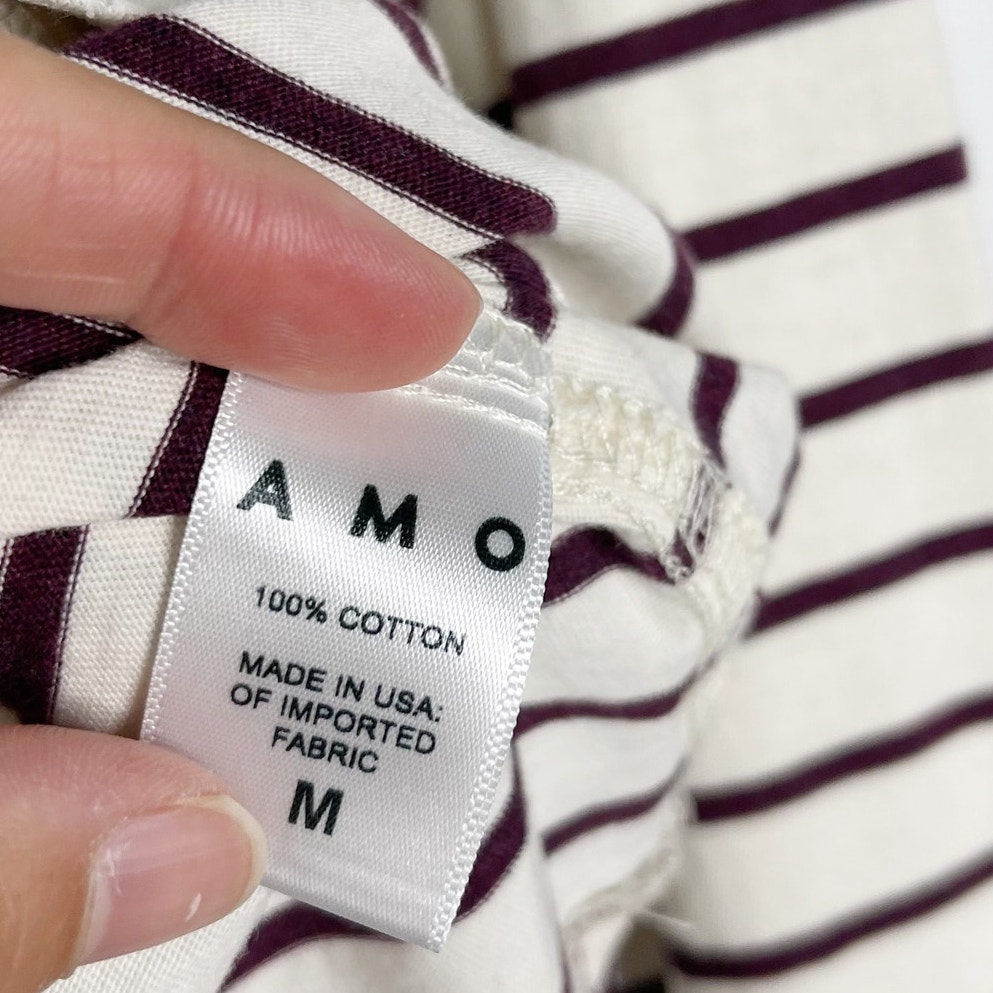 AMO
100% COTTON
MADE IN USA:
OF IMPORTED
FABRIC
M